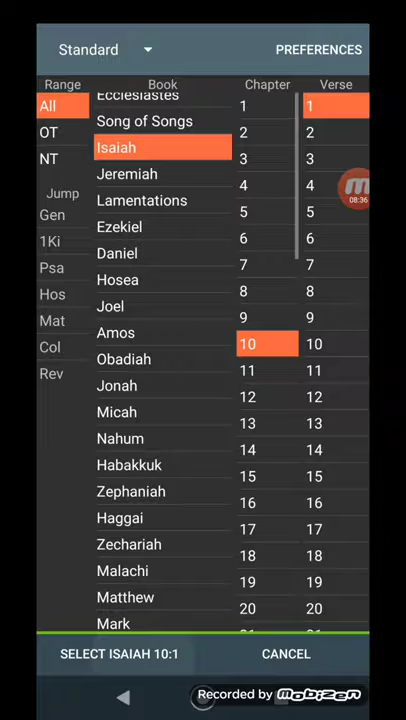 Standard PREFERENCES
Range Book Chapter Verse
All
OT
NT
Jump
Gen
1Ki
Psa
Hos
Mat
Col
Rev
Ecclesiastes
Song of Songs
Isaiah
Jeremiah
Lamentations
Ezekiel
Daniel
Hosea
Joel
Amos
Obadiah
Jonah
Micah
Nahum
Habakkuk
Zephaniah
Haggai
Zechariah
Malachi
Matthew
Mark
1
2
3
4
5
6
7
8
9
10
11
12
13
14
15
16
17
18
19
20
1
2
3
4
5
6
7
8
9
10
11
12
13
14
15
16
17
18
19
20
08:36
SELECT ISAIAH 10:1 CANCEL
Recorded by mobizen